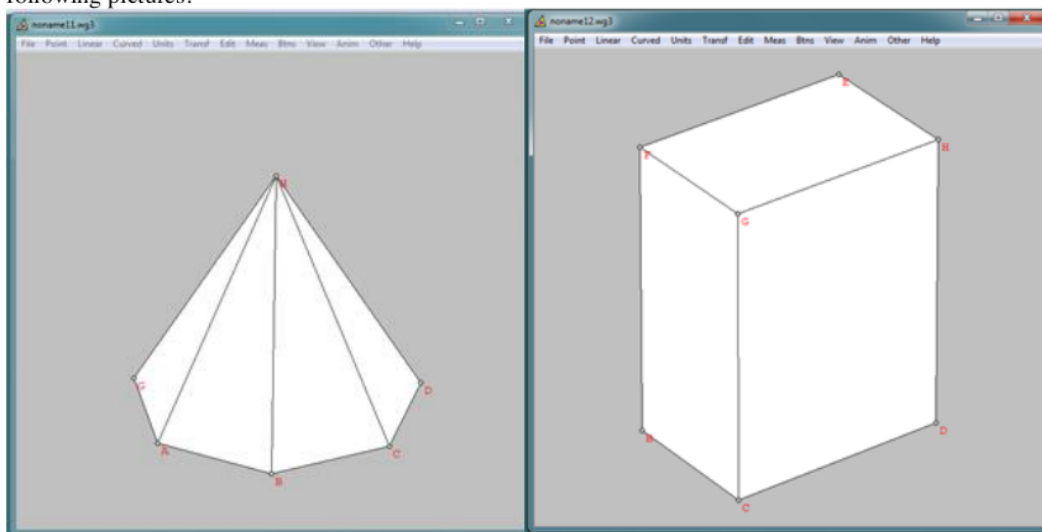 following pictures:
noname11.wg3
File Point Linear Curved Units Transf Edit Meas Btns View Anim Other Help
H
G
A
B
C
D
noname12.wg3
File Point Linear Curved Units Transf Edit Meas Btns View Anim Other Help
E
F
H
G
B
D
C